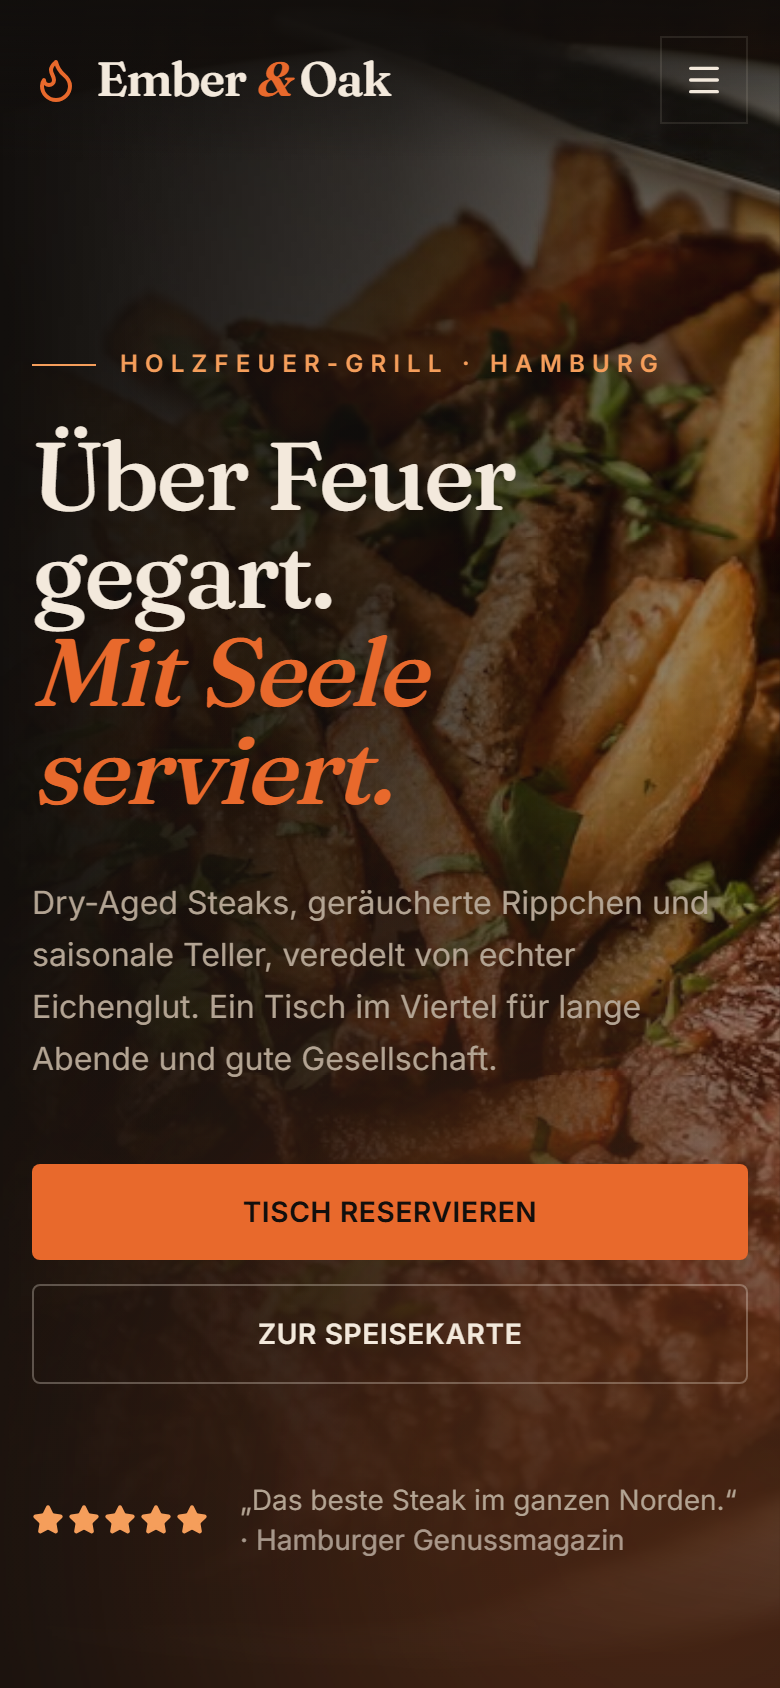 Ember & Oak
HOLZFEUER-GRILL · HAMBURG
Über Feuer
gegart.
Mit Seele
serviert.
Dry-Aged Steaks, geräucherte Rippchen und
saisonale Teller, veredelt von echter
Eichenglut. Ein Tisch im Viertel für lange
Abende und gute Gesellschaft.
TISCH RESERVIEREN
ZUR SPEISEKARTE
„Das beste Steak im ganzen Norden.“
· Hamburger Genussmagazin